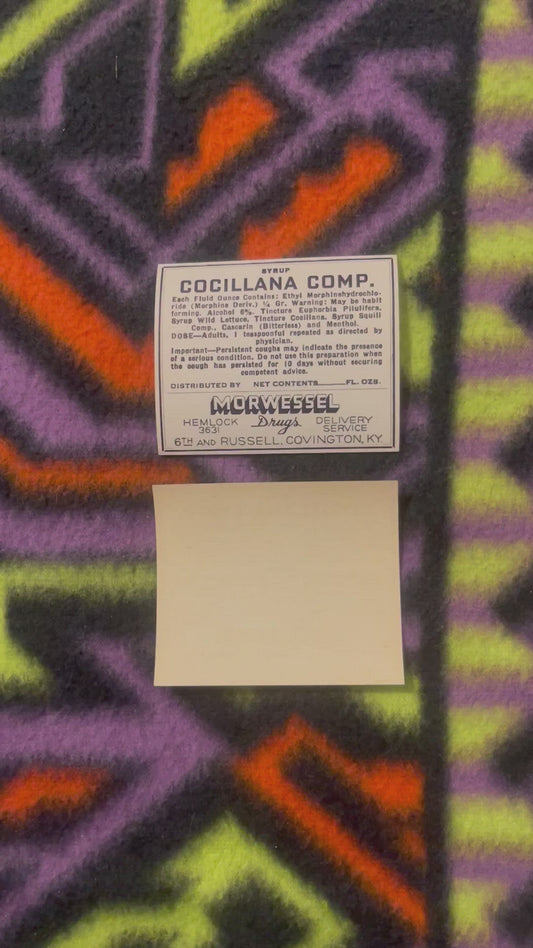 SYRUP
COCILLANA COMP.
Each Fluid Ounce Contains: Ethyl Morphinehydrochlo-
ride (Morphine Deriv.) ¼ Gr. Warning: May be habit
forming. Alcohol 6%. Tincture Euphorbia Pilulifera,
Syrup Wild Lettuce, Tincture Cocillana, Syrup Squill
Comp., Cascarin (Bitterless) and Menthol.
DOSE—Adults, 1 teaspoonful repeated as directed by
physician.
Important—Persistent coughs may indicate the presence
of a serious condition. Do not use this preparation when
the cough has persisted for 10 days without securing
competent advice.
DISTRIBUTED BY NET CONTENTS______FL. OZS.
MORWESSEL
HEMLOCK Drugs DELIVERY
3631 SERVICE
6TH AND RUSSELL, COVINGTON, KY.